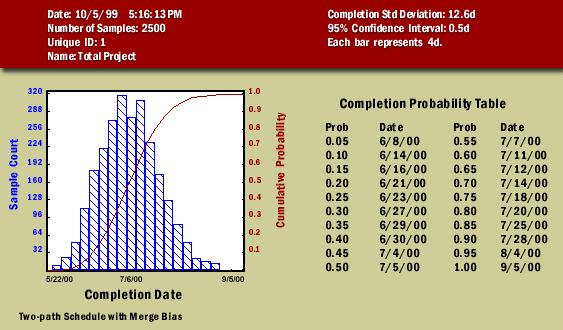 Date: 10/5/99 5:16:13 PM
Number of Samples: 2500
Unique ID: 1
Name: Total Project
Completion Std Deviation: 12.6d
95% Confidence Interval: 0.5d
Each bar represents 4d.
Sample Count
320
288
256
224
192
160
128
96
64
32
1.0
0.9
0.8
0.7
0.6
0.5
0.4
0.3
0.2
0.1
Cumulative Probability
5/22/00 7/6/00 9/5/00
Completion Date
Completion Probability Table
Prob Date Prob Date
0.05 6/8/00 0.55 7/7/00
0.10 6/14/00 0.60 7/11/00
0.15 6/16/00 0.65 7/12/00
0.20 6/21/00 0.70 7/14/00
0.25 6/23/00 0.75 7/18/00
0.30 6/27/00 0.80 7/20/00
0.35 6/29/00 0.85 7/25/00
0.40 6/30/00 0.90 7/28/00
0.45 7/4/00 0.95 8/4/00
0.50 7/5/00 1.00 9/5/00
Two-path Schedule with Merge Bias